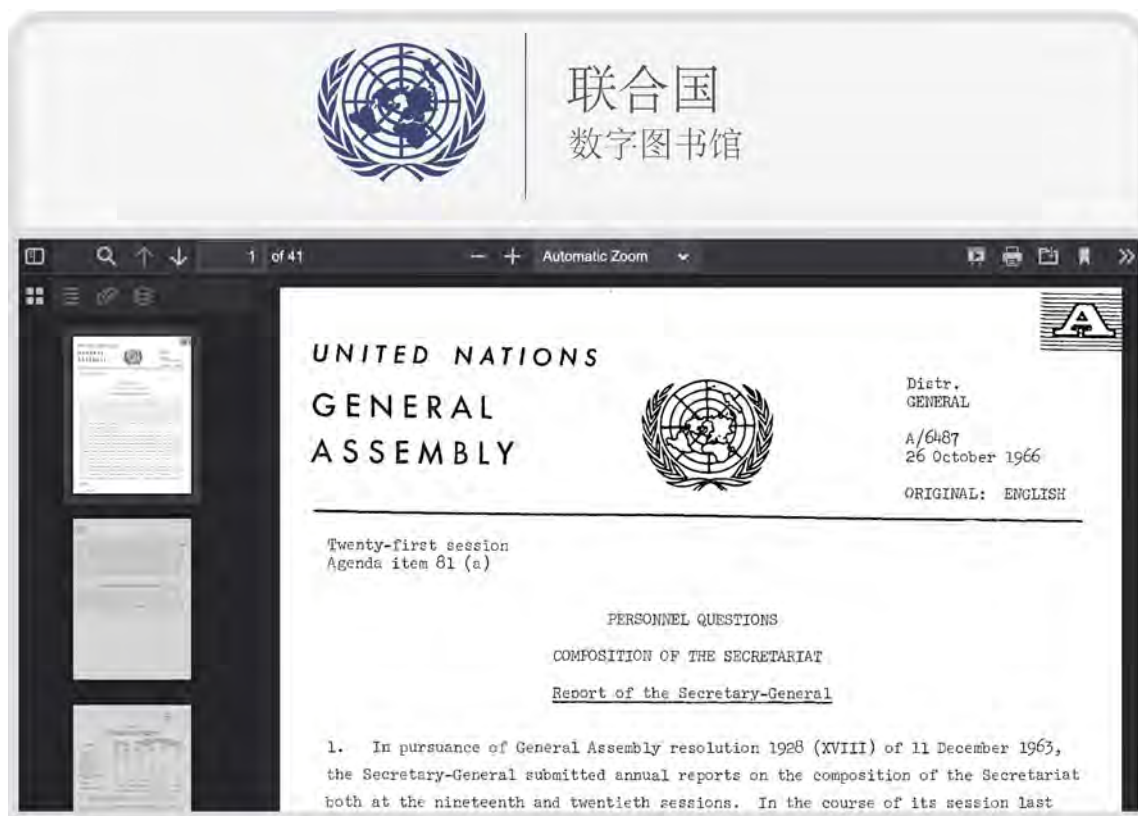 联合国
数字图书馆
1 of 41
Automatic Zoom
A
UNITED NATIONS
GENERAL
ASSEMBLY
Distr.
GENERAL
A/6487
26 October 1966
ORIGINAL: ENGLISH
Twenty-first session
Agenda item 81 (a)
PERSONNEL QUESTIONS
COMPOSITION OF THE SECRETARIAT
Report of the Secretary-General
1. In pursuance of General Assembly resolution 1928 (XVIII) of 11 December 1963,
the Secretary-General submitted annual reports on the composition of the Secretariat
both at the nineteenth and twentieth sessions. In the course of its session last